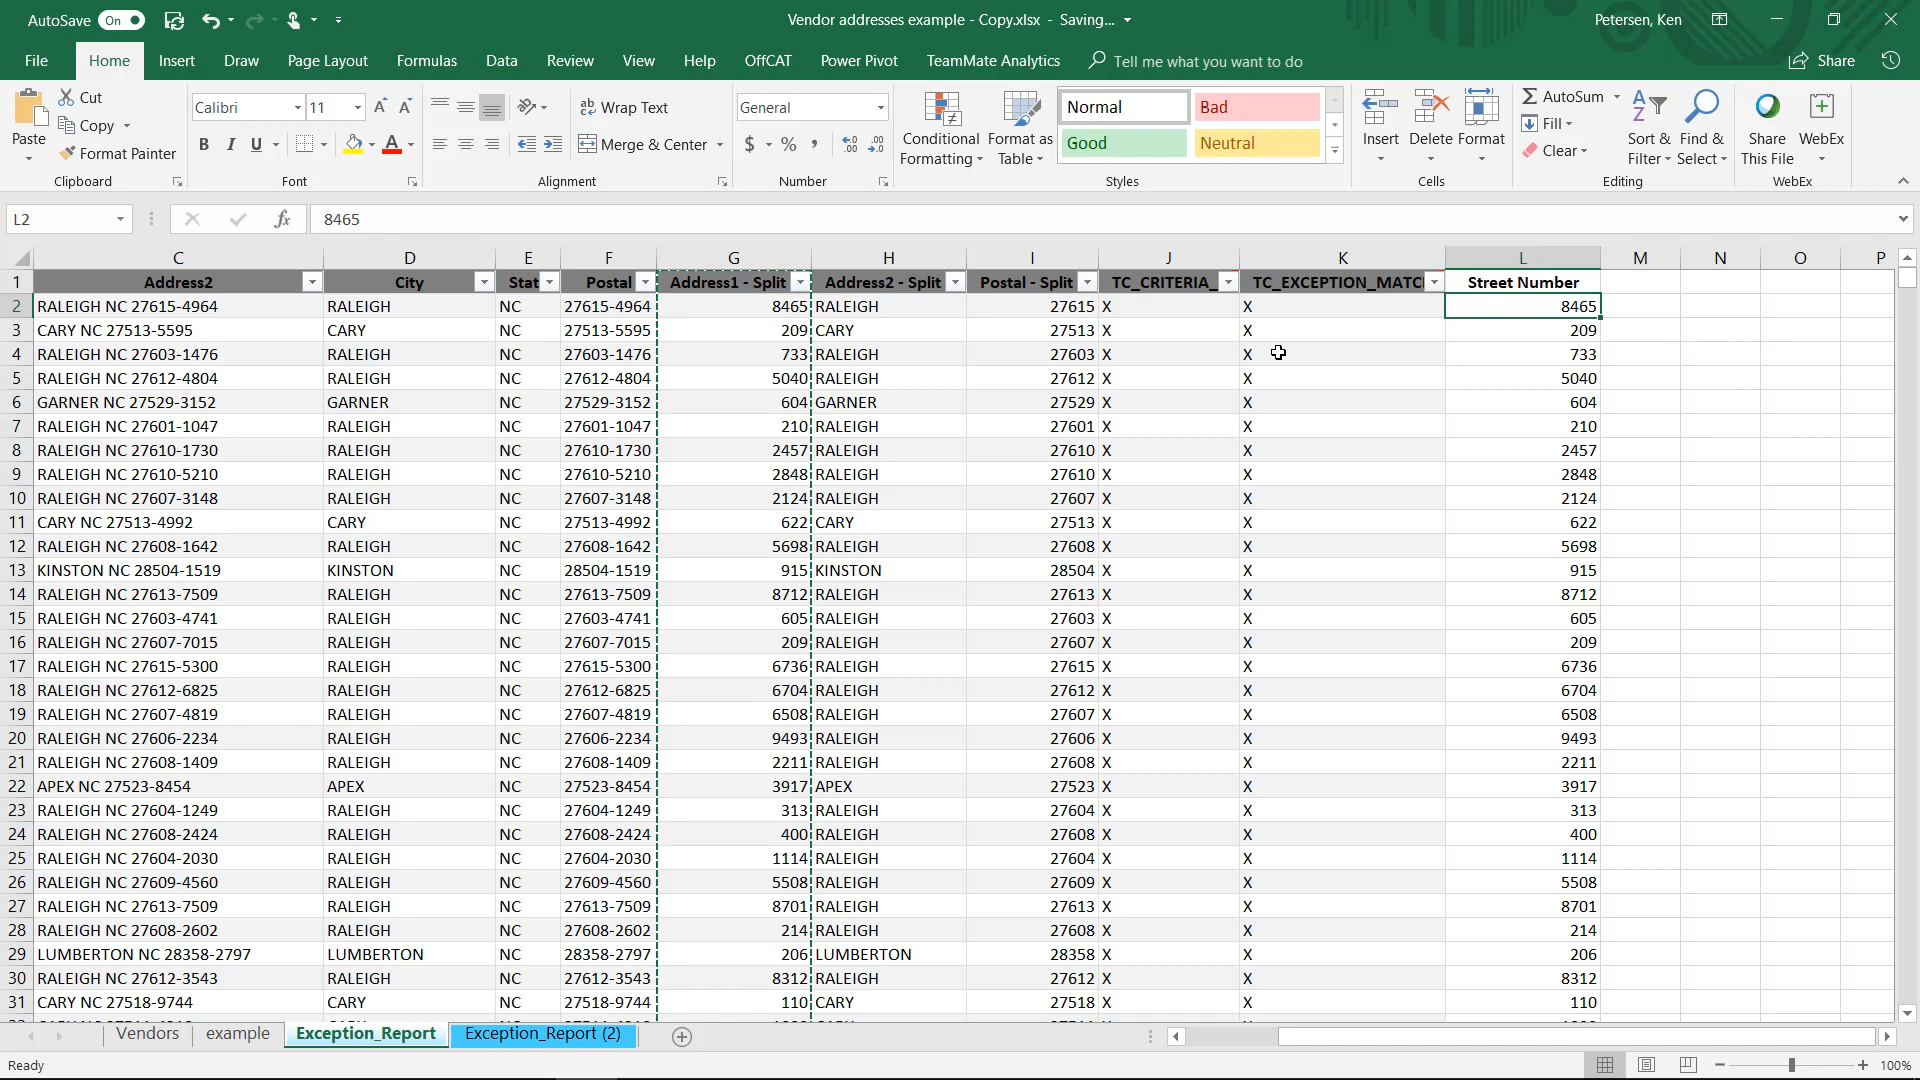 AutoSave On Vendor addresses example - Copy.xlsx - Saving... Petersen, Ken
File Home Insert Draw Page Layout Formulas Data Review View Help OffCAT Power Pivot TeamMate Analytics Tell me what you want to do Share
Cut
Copy
Format Painter
Paste
Clipboard
Calibri 11
B I U
Font
Wrap Text
Merge & Center
Alignment
General
$ % ,
Number
Conditional Formatting
Format as Table
Normal Bad
Good Neutral
Styles
Insert Delete Format
Cells
AutoSum
Fill
Clear
Sort & Filter
Find & Select
Editing
Share This File
WebEx
WebEx
L2 fx 8465
C D E F G H I J K L M N O P
1 Address2 City Stat Postal Address1 - Split Address2 - Split Postal - Split TC_CRITERIA_ TC_EXCEPTION_MATC Street Number
2 RALEIGH NC 27615-4964 RALEIGH NC 27615-4964 8465 RALEIGH 27615 X X 8465
3 CARY NC 27513-5595 CARY NC 27513-5595 209 CARY 27513 X X 209
4 RALEIGH NC 27603-1476 RALEIGH NC 27603-1476 733 RALEIGH 27603 X X 733
5 RALEIGH NC 27612-4804 RALEIGH NC 27612-4804 5040 RALEIGH 27612 X X 5040
6 GARNER NC 27529-3152 GARNER NC 27529-3152 604 GARNER 27529 X X 604
7 RALEIGH NC 27601-1047 RALEIGH NC 27601-1047 210 RALEIGH 27601 X X 210
8 RALEIGH NC 27610-1730 RALEIGH NC 27610-1730 2457 RALEIGH 27610 X X 2457
9 RALEIGH NC 27610-5210 RALEIGH NC 27610-5210 2848 RALEIGH 27610 X X 2848
10 RALEIGH NC 27607-3148 RALEIGH NC 27607-3148 2124 RALEIGH 27607 X X 2124
11 CARY NC 27513-4992 CARY NC 27513-4992 622 CARY 27513 X X 622
12 RALEIGH NC 27608-1642 RALEIGH NC 27608-1642 5698 RALEIGH 27608 X X 5698
13 KINSTON NC 28504-1519 KINSTON NC 28504-1519 915 KINSTON 28504 X X 915
14 RALEIGH NC 27613-7509 RALEIGH NC 27613-7509 8712 RALEIGH 27613 X X 8712
15 RALEIGH NC 27603-4741 RALEIGH NC 27603-4741 605 RALEIGH 27603 X X 605
16 RALEIGH NC 27607-7015 RALEIGH NC 27607-7015 209 RALEIGH 27607 X X 209
17 RALEIGH NC 27615-5300 RALEIGH NC 27615-5300 6736 RALEIGH 27615 X X 6736
18 RALEIGH NC 27612-6825 RALEIGH NC 27612-6825 6704 RALEIGH 27612 X X 6704
19 RALEIGH NC 27607-4819 RALEIGH NC 27607-4819 6508 RALEIGH 27607 X X 6508
20 RALEIGH NC 27606-2234 RALEIGH NC 27606-2234 9493 RALEIGH 27606 X X 9493
21 RALEIGH NC 27608-1409 RALEIGH NC 27608-1409 2211 RALEIGH 27608 X X 2211
22 APEX NC 27523-8454 APEX NC 27523-8454 3917 APEX 27523 X X 3917
23 RALEIGH NC 27604-1249 RALEIGH NC 27604-1249 313 RALEIGH 27604 X X 313
24 RALEIGH NC 27608-2424 RALEIGH NC 27608-2424 400 RALEIGH 27608 X X 400
25 RALEIGH NC 27604-2030 RALEIGH NC 27604-2030 1114 RALEIGH 27604 X X 1114
26 RALEIGH NC 27609-4560 RALEIGH NC 27609-4560 5508 RALEIGH 27609 X X 5508
27 RALEIGH NC 27613-7509 RALEIGH NC 27613-7509 8701 RALEIGH 27613 X X 8701
28 RALEIGH NC 27608-2602 RALEIGH NC 27608-2602 214 RALEIGH 27608 X X 214
29 LUMBERTON NC 28358-2797 LUMBERTON NC 28358-2797 206 LUMBERTON 28358 X X 206
30 RALEIGH NC 27612-3543 RALEIGH NC 27612-3543 8312 RALEIGH 27612 X X 8312
31 CARY NC 27518-9744 CARY NC 27518-9744 110 CARY 27518 X X 110
Vendors example Exception_Report Exception_Report (2)
Ready 100%